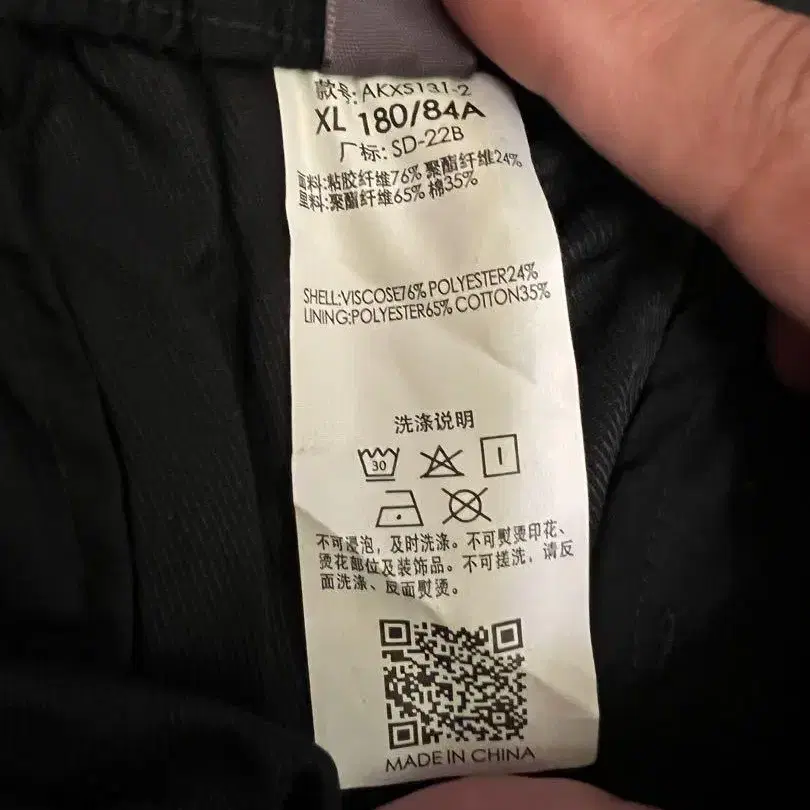 款号: AKXS131-2
XL 180/84A
厂标: SD-22B
面料:粘胶纤维76% 聚酯纤维24%
里料:聚酯纤维65% 棉35%
SHELL:VISCOSE76% POLYESTER24%
LINING:POLYESTER65% COTTON35%
洗涤说明
30
不可浸泡，及时洗涤。不可熨烫印花、
烫花部位及装饰品。不可搓洗，请反
面洗涤、反面熨烫。
MADE IN CHINA